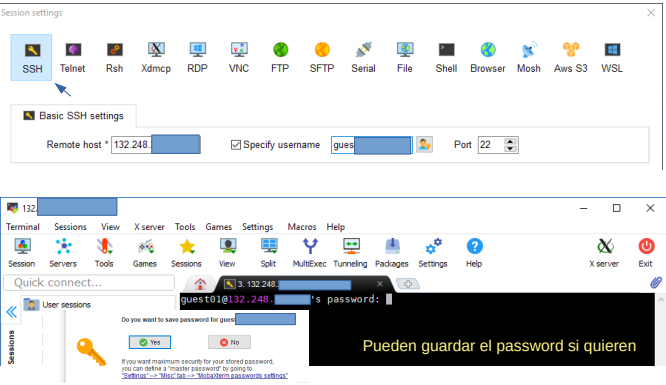 Session settings
SSH Telnet Rsh Xdmcp RDP VNC FTP SFTP Serial File Shell Browser Mosh Aws S3 WSL
Basic SSH settings
Remote host * 132.248. Specify username gues Port 22
132.
Terminal Sessions View X server Tools Games Settings Macros Help
Session Servers Tools Games Sessions View Split MultiExec Tunneling Packages Settings Help X server Exit
Quick connect... 3. 132.248.
User sessions
guest01@132.248. 's password:
Sessions
Do you want to save password for gues
Yes No
Pueden guardar el password si quieren
If you want maximum security for your stored password,
you can define a "master password" by going to
"Settings" --> "Misc" tab --> "MobaXterm passwords settings"